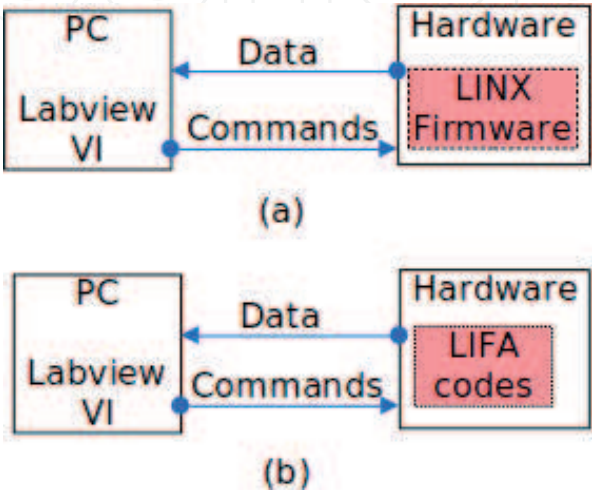 PC
Labview
VI
Data
Commands
Hardware
LINX
Firmware
(a)
PC
Labview
VI
Data
Commands
Hardware
LIFA
codes
(b)